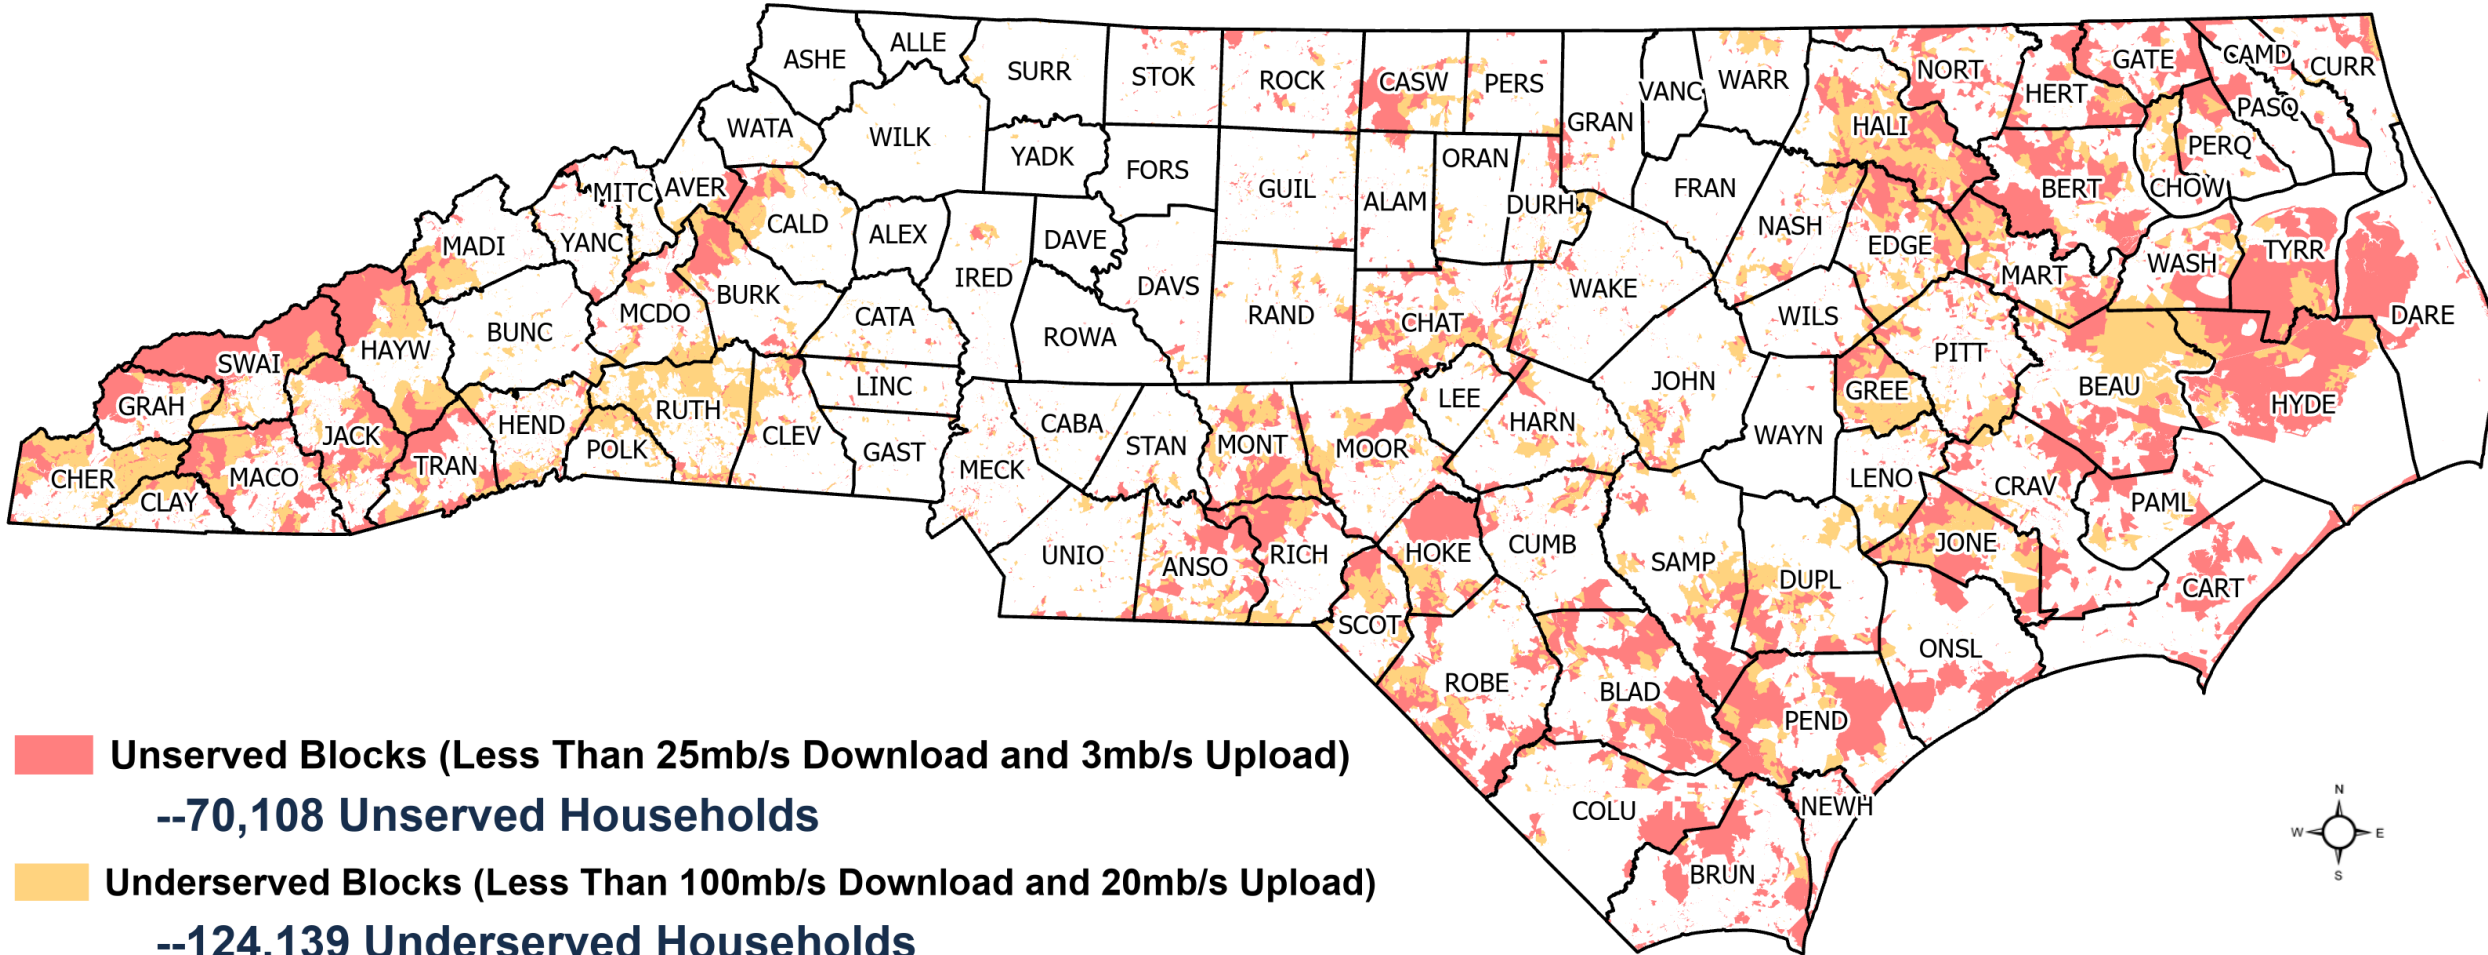 ASHE
ALLE
SURR
STOK
ROCK
CASW
PERS
GRAN
VANC
WARR
NORT
HERT
GATE
CAMD
CURR
PASQ
WATA
WILK
YADK
FORS
GUIL
ALAM
ORAN
DURH
FRAN
HALI
BERT
CHOW
PERQ
MITC
AVER
MADI
YANC
CALD
ALEX
IRED
DAVE
DAVS
RAND
CHAT
WAKE
NASH
EDGE
MART
WASH
TYRR
DARE
SWAI
HAYW
BUNC
MCDO
BURK
CATA
ROWA
LINC
LEE
JOHN
WILS
PITT
GREE
BEAU
HYDE
GRAH
JACK
HEND
POLK
RUTH
CLEV
GAST
MECK
CABA
STAN
MONT
MOOR
HARN
WAYN
LENO
CRAV
PAML
CHER
CLAY
MACO
TRAN
UNIO
ANSO
RICH
HOKE
CUMB
SAMP
DUPL
JONE
CART
SCOT
ROBE
BLAD
PEND
ONSL
COLU
NEWH
BRUN
Unserved Blocks (Less Than 25mb/s Download and 3mb/s Upload)
--70,108 Unserved Households
Underserved Blocks (Less Than 100mb/s Download and 20mb/s Upload)
--124,139 Underserved Households
N
W
E
S